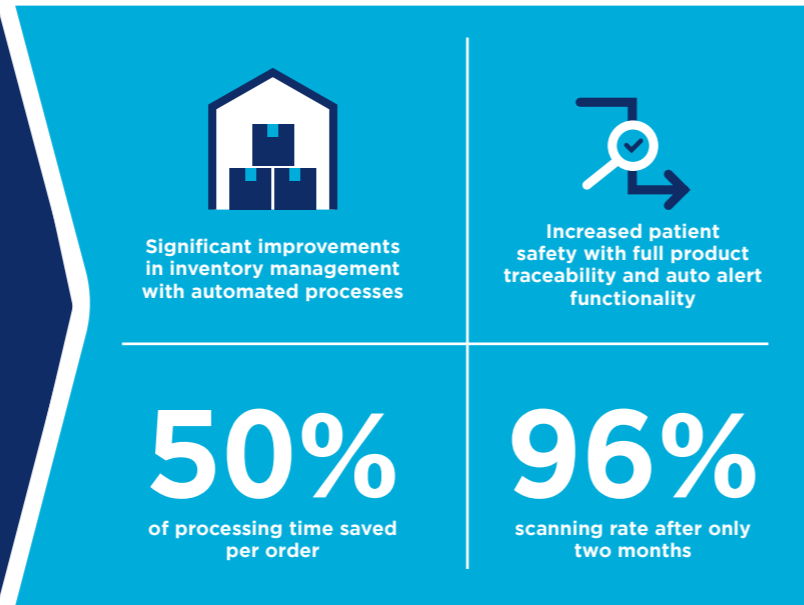 Significant improvements
in inventory management
with automated processes
Increased patient
safety with full product
traceability and auto alert
functionality
50%
of processing time saved
per order
96%
scanning rate after only
two months